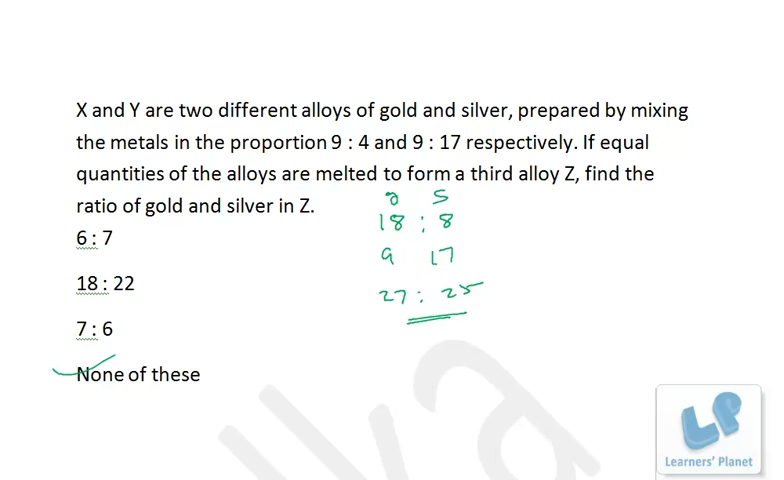 X and Y are two different alloys of gold and silver, prepared by mixing
the metals in the proportion 9 : 4 and 9 : 17 respectively. If equal
quantities of the alloys are melted to form a third alloy Z, find the
ratio of gold and silver in Z.
g S
18 : 8
6 : 7
9 17
18 : 22
27 : 25
7 : 6
None of these
LP
Learners' Planet